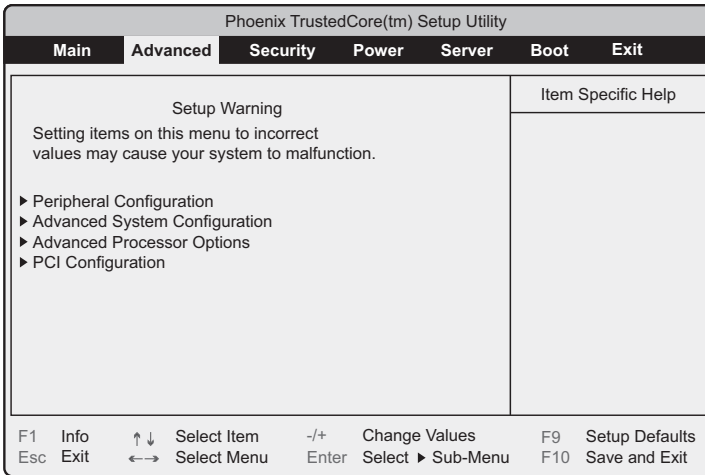 Phoenix TrustedCore(tm) Setup Utility
Main Advanced Security Power Server Boot Exit
Setup Warning
Setting items on this menu to incorrect
values may cause your system to malfunction.
▶ Peripheral Configuration
▶ Advanced System Configuration
▶ Advanced Processor Options
▶ PCI Configuration
Item Specific Help
F1 Info ↑↓ Select Item -/+ Change Values F9 Setup Defaults
Esc Exit ←→ Select Menu Enter Select ▶ Sub-Menu F10 Save and Exit